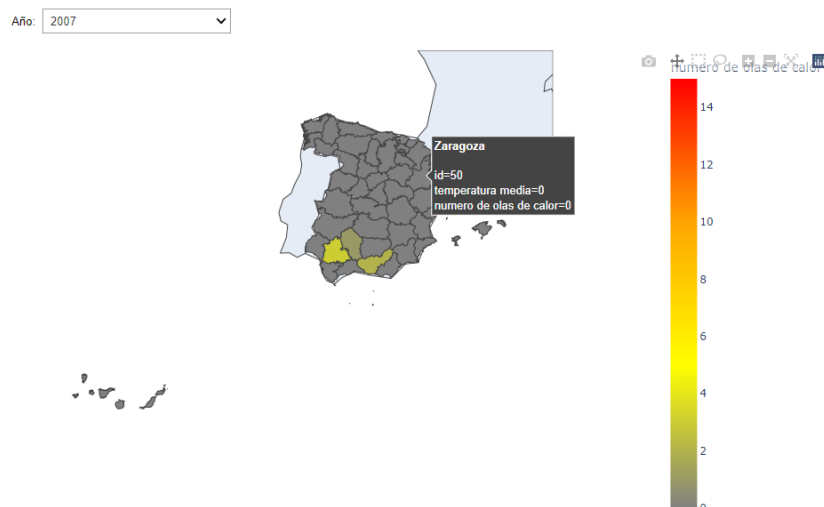 Año: 2007
numero de olas de calor
Zaragoza
id=50
temperatura media=0
numero de olas de calor=0
14
12
10
8
6
4
2
0